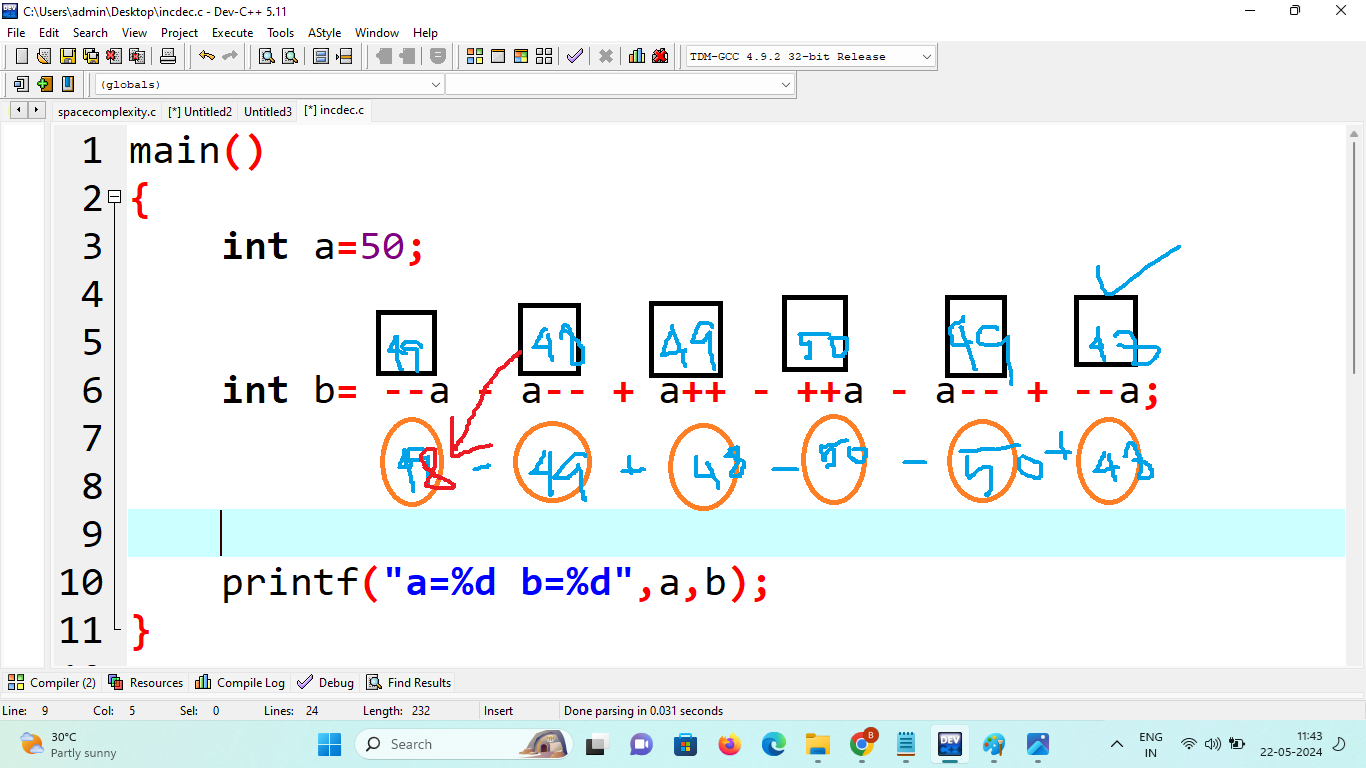 C:\Users\admin\Desktop\incdec.c - Dev-C++ 5.11
File Edit Search View Project Execute Tools AStyle Window Help
TDM-GCC 4.9.2 32-bit Release
(globals)
spacecomplexity.c [*] Untitled2 Untitled3 [*] incdec.c
1 main()
2 {
3 int a=50;
4
49 48 49 50 49 48
5
6 int b= --a - a-- + a++ - ++a - a-- + --a;
7
48 - 49 + 48 - 50 - 50 + 48
8
9
10 printf("a=%d b=%d",a,b);
11 }
Compiler (2) Resources Compile Log Debug Find Results
Line: 9 Col: 5 Sel: 0 Lines: 24 Length: 232 Insert Done parsing in 0.031 seconds
30°C
Partly sunny
Search
DEV
B
ENG
IN
11:43
22-05-2024